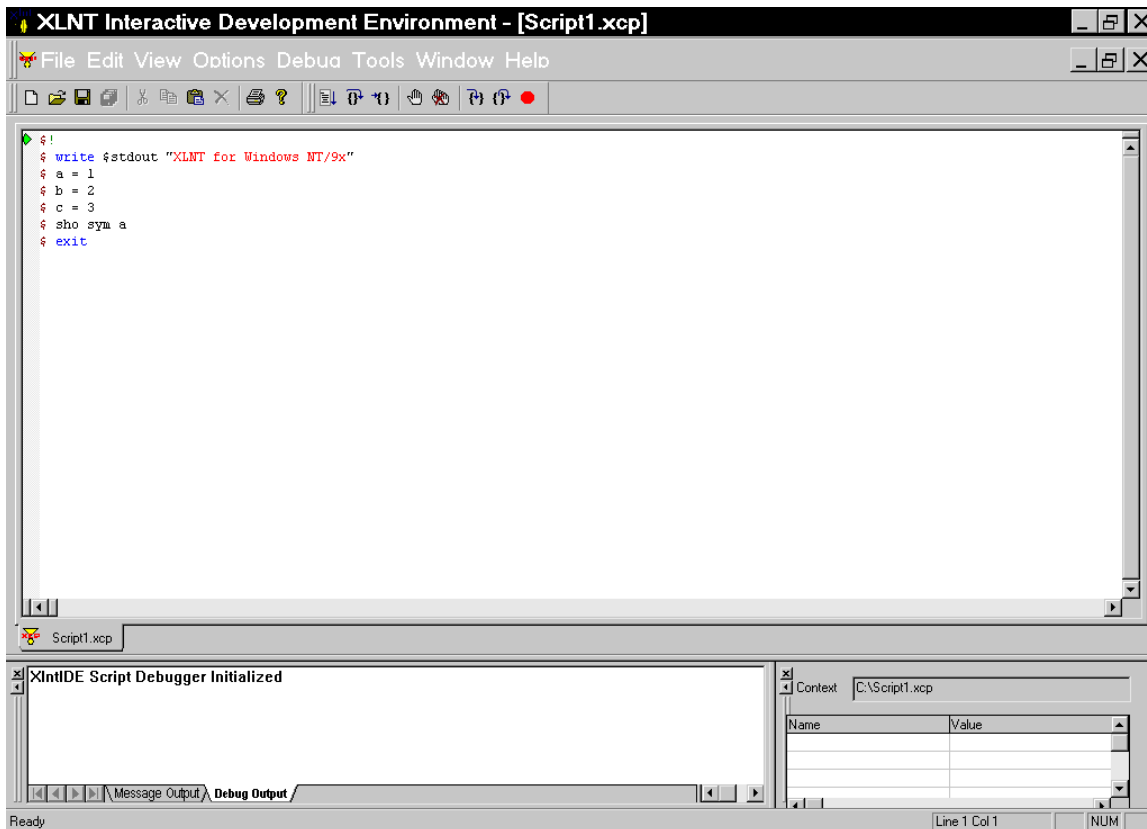 XLNT Interactive Development Environment - [Script1.xcp]
File Edit View Options Debug Tools Window Help
$!
$ write $stdout "XLNT for Windows NT/9x"
$ a = 1
$ b = 2
$ c = 3
$ sho sym a
$ exit
Script1.xcp
XlntIDE Script Debugger Initialized
Message Output Debug Output
Context C:\Script1.xcp
Name Value
Ready Line 1 Col 1 NUM